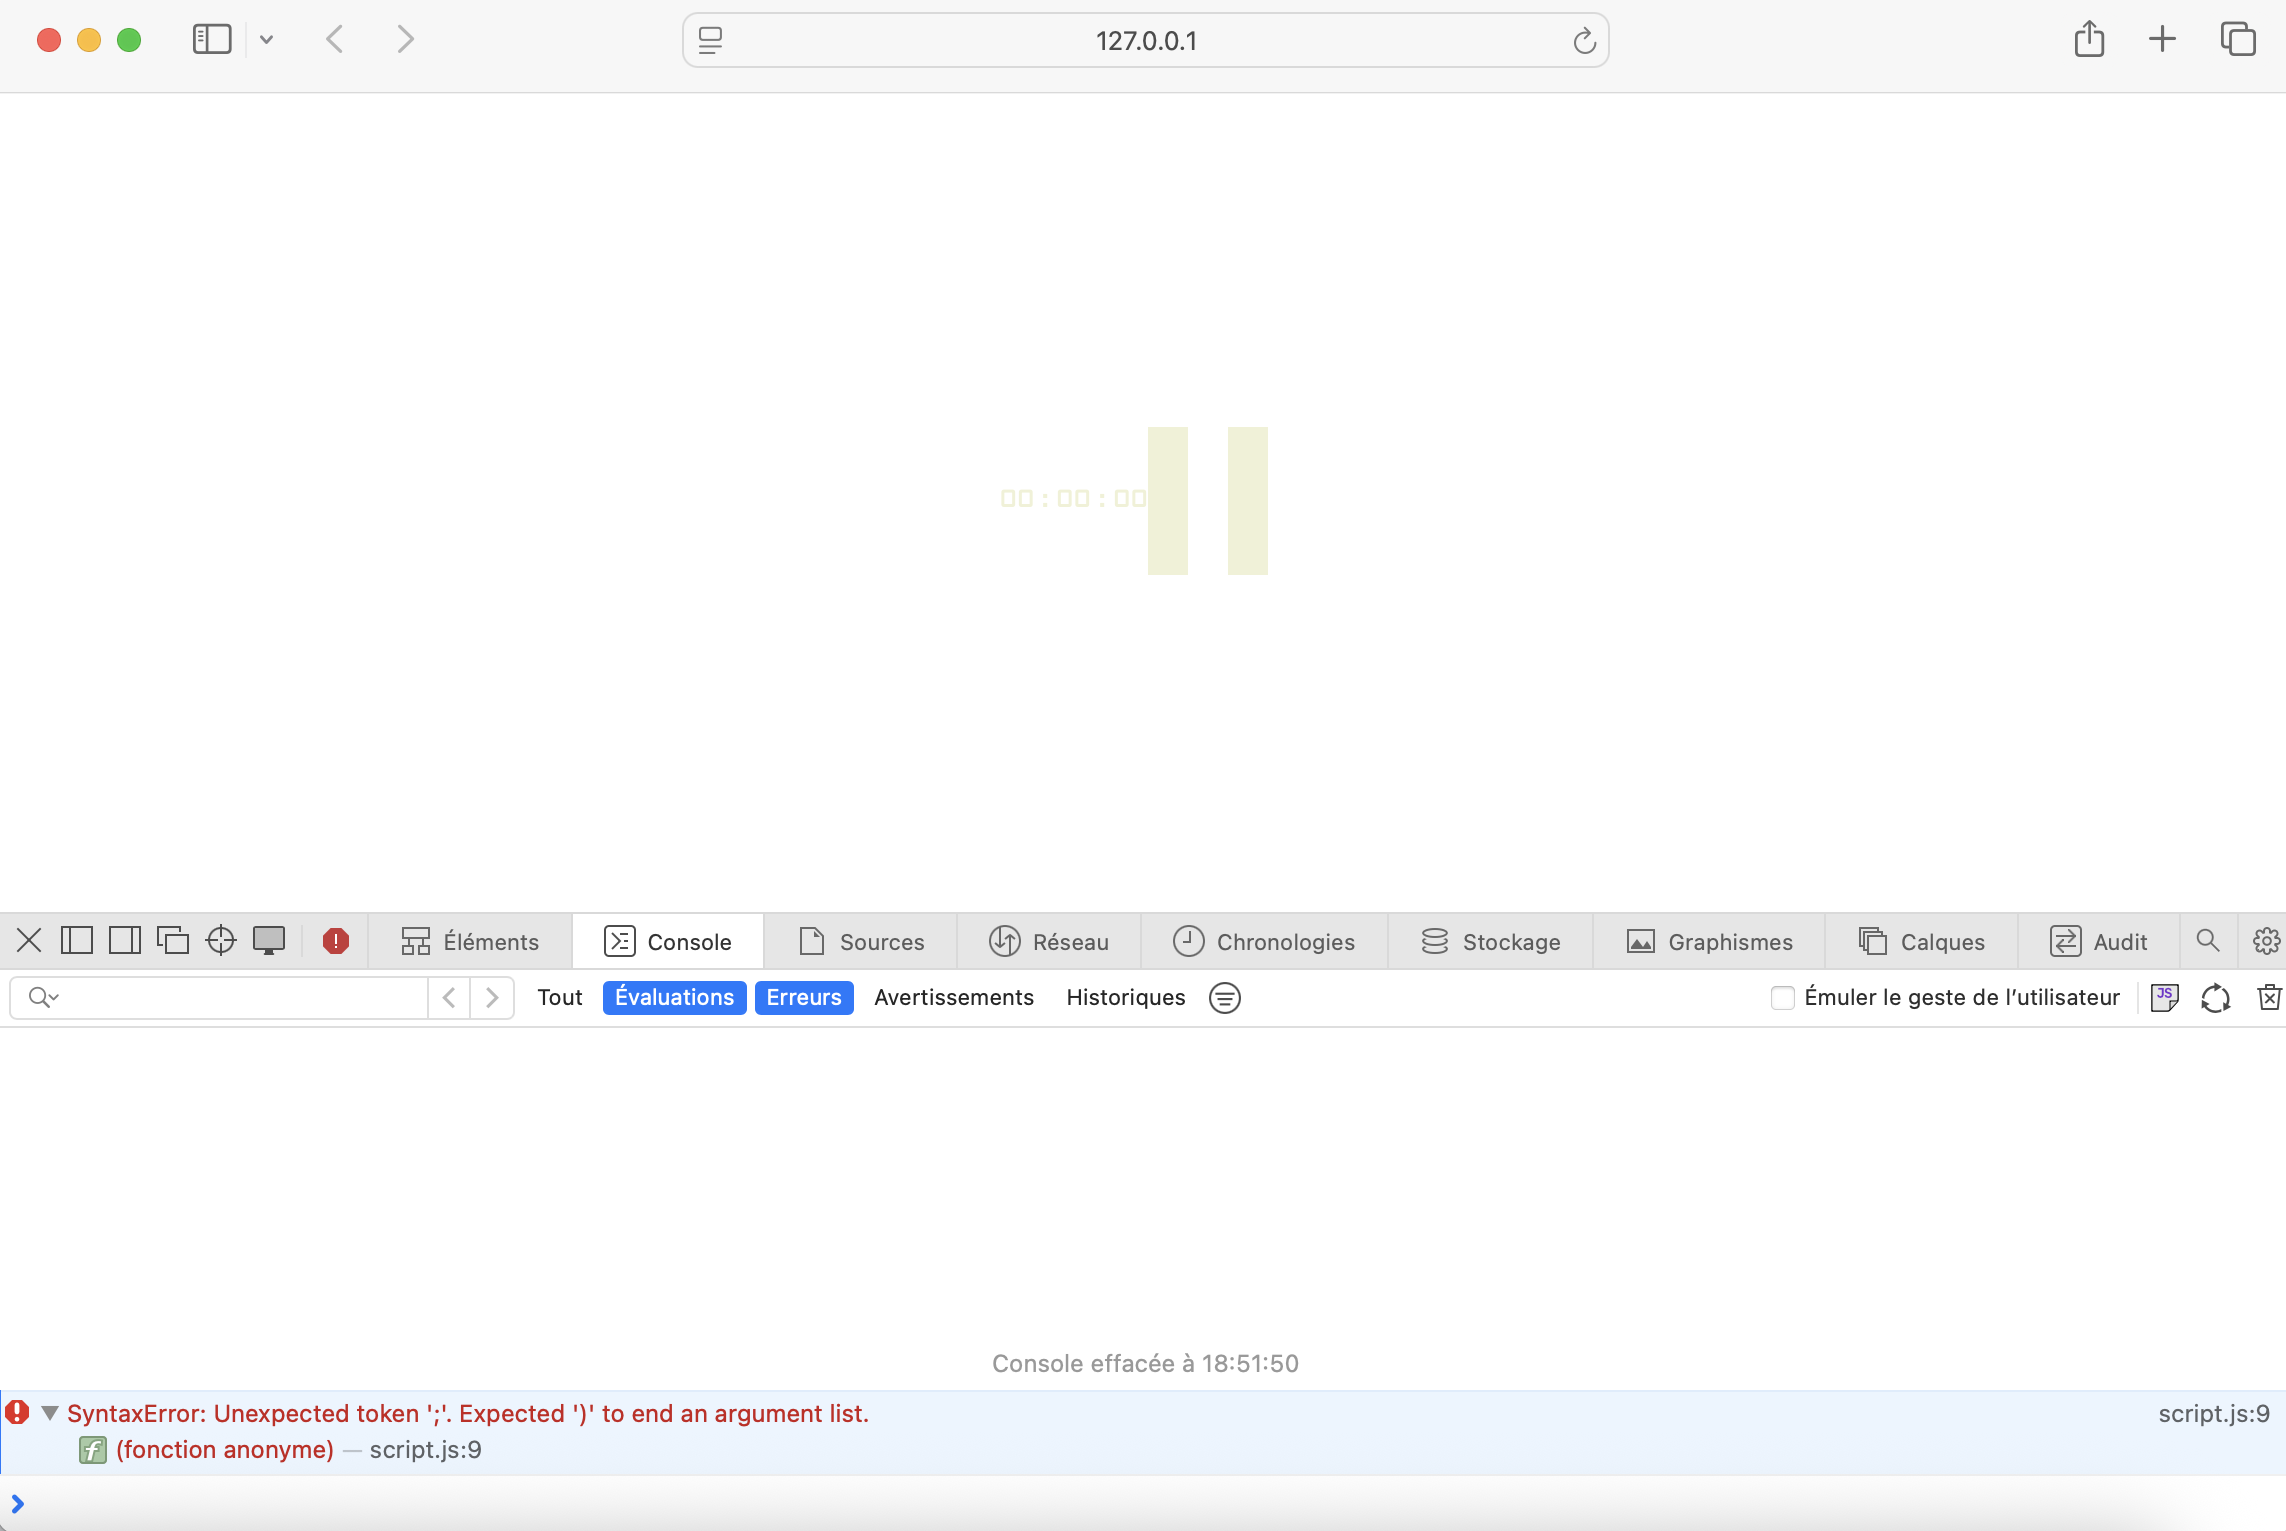 127.0.0.1
00:00:00
Éléments
Console
Sources
Réseau
Chronologies
Stockage
Graphismes
Calques
Audit
Tout
Évaluations
Erreurs
Avertissements
Historiques
Émuler le geste de l’utilisateur
JS
Console effacée à 18:51:50
SyntaxError: Unexpected token ';'. Expected ')' to end an argument list.
script.js:9
f (fonction anonyme) — script.js:9